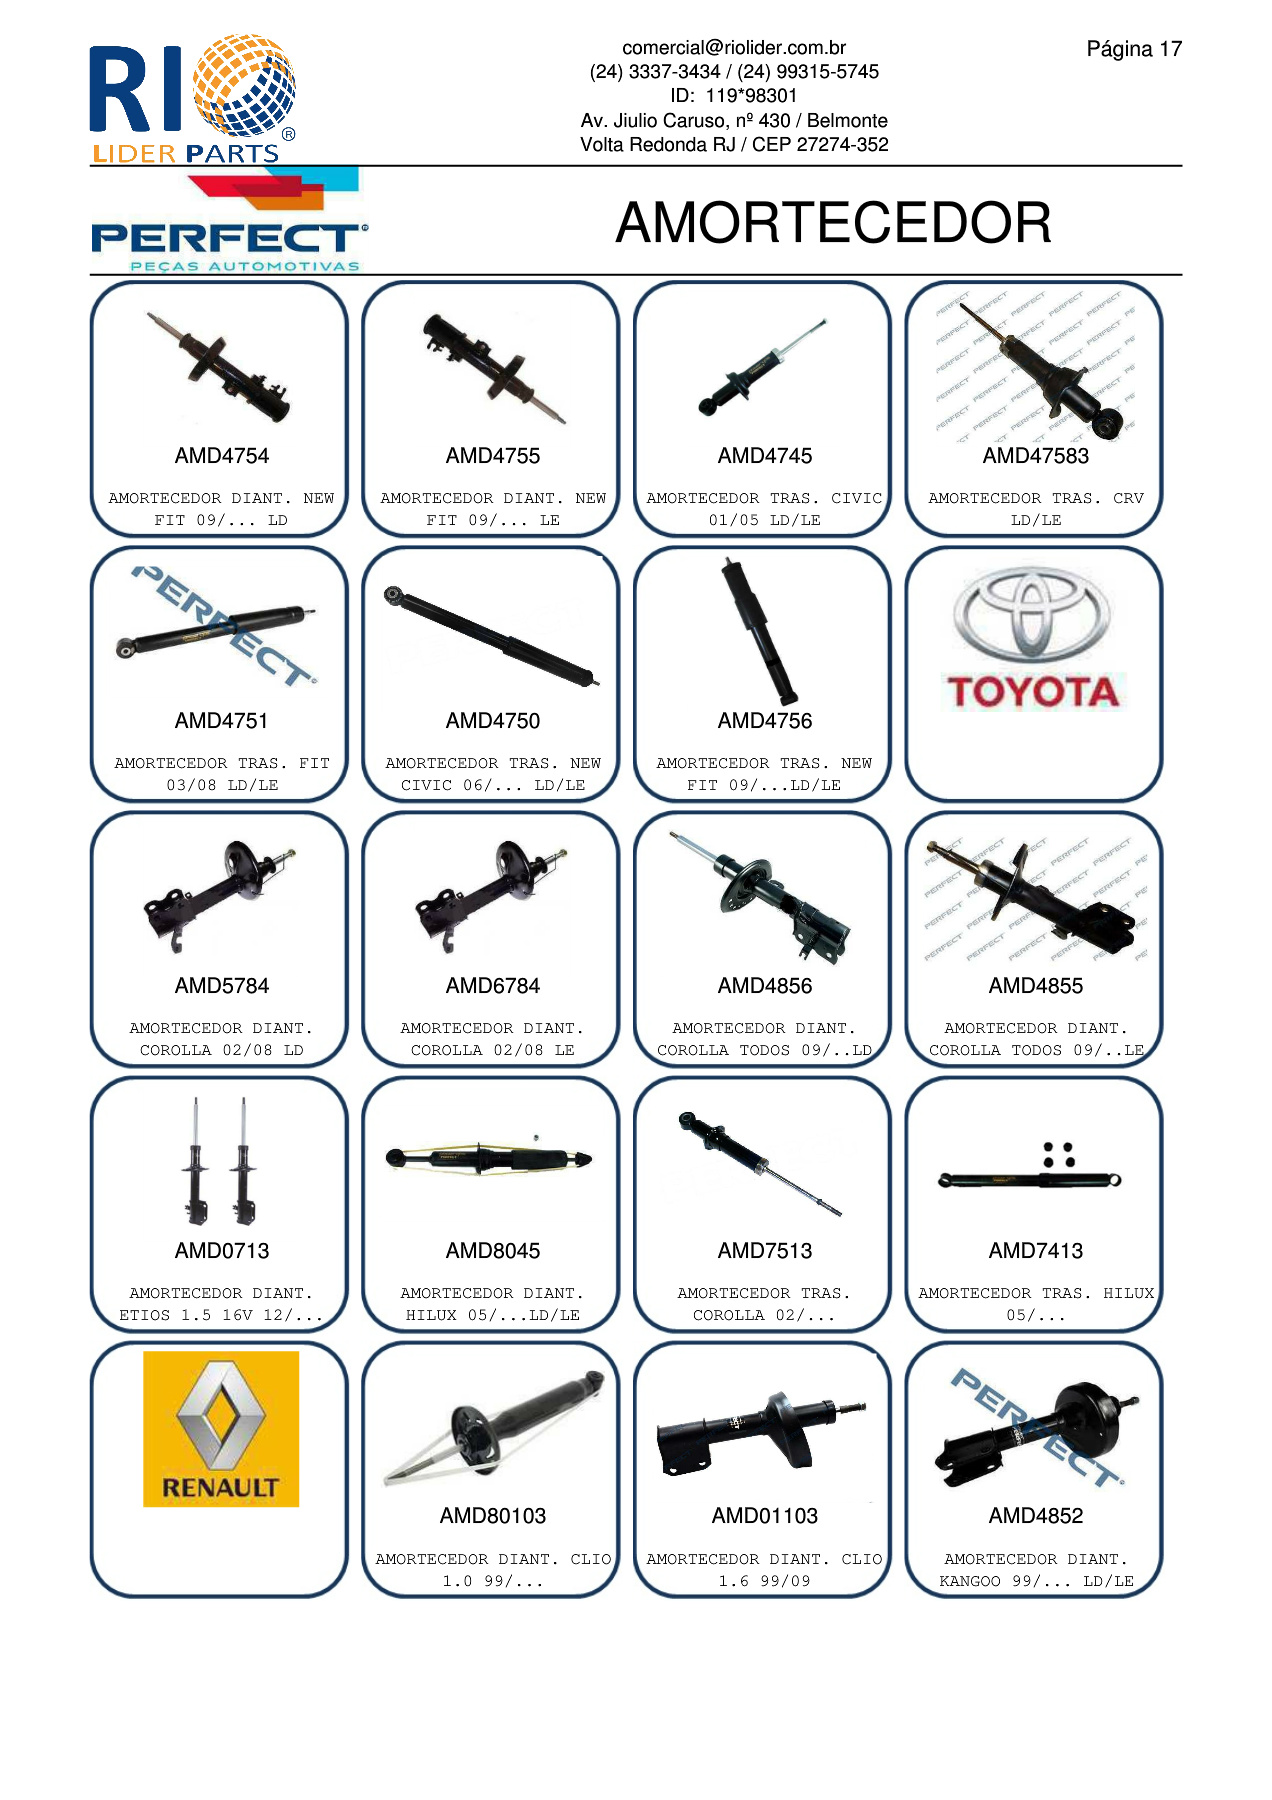 RIO
®
LIDER PARTS
comercial@riolider.com.br
(24) 3337-3434 / (24) 99315-5745
ID:  119*98301
Av. Jiulio Caruso, nº 430 / Belmonte
Volta Redonda RJ / CEP 27274-352
Página 17
PERFECT®
PEÇAS AUTOMOTIVAS
AMORTECEDOR
AMD4754
AMORTECEDOR DIANT. NEW
FIT 09/... LD
AMD4755
AMORTECEDOR DIANT. NEW
FIT 09/... LE
AMD4745
AMORTECEDOR TRAS. CIVIC
01/05 LD/LE
AMD47583
AMORTECEDOR TRAS. CRV
LD/LE
PERFECT
AMD4751
AMORTECEDOR TRAS. FIT
03/08 LD/LE
AMD4750
AMORTECEDOR TRAS. NEW
CIVIC 06/... LD/LE
AMD4756
AMORTECEDOR TRAS. NEW
FIT 09/...LD/LE
TOYOTA
AMD5784
AMORTECEDOR DIANT.
COROLLA 02/08 LD
AMD6784
AMORTECEDOR DIANT.
COROLLA 02/08 LE
AMD4856
AMORTECEDOR DIANT.
COROLLA TODOS 09/..LD
AMD4855
AMORTECEDOR DIANT.
COROLLA TODOS 09/..LE
AMD0713
AMORTECEDOR DIANT.
ETIOS 1.5 16V 12/...
AMD8045
AMORTECEDOR DIANT.
HILUX 05/...LD/LE
AMD7513
AMORTECEDOR TRAS.
COROLLA 02/...
AMD7413
AMORTECEDOR TRAS. HILUX
05/...
RENAULT
AMD80103
AMORTECEDOR DIANT. CLIO
1.0 99/...
AMD01103
AMORTECEDOR DIANT. CLIO
1.6 99/09
PERFECT
AMD4852
AMORTECEDOR DIANT.
KANGOO 99/... LD/LE